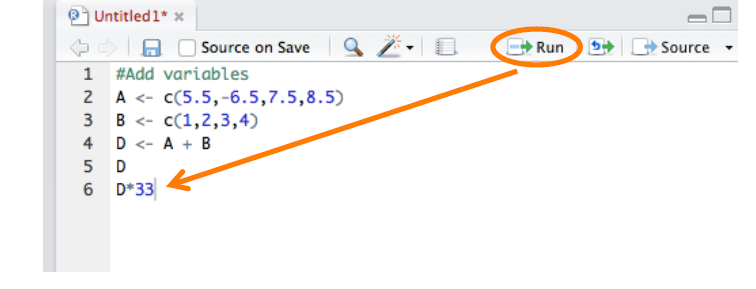 Untitled1*
Source on Save Run Source
1 #Add variables
2 A <- c(5.5,-6.5,7.5,8.5)
3 B <- c(1,2,3,4)
4 D <- A + B
5 D
6 D*33